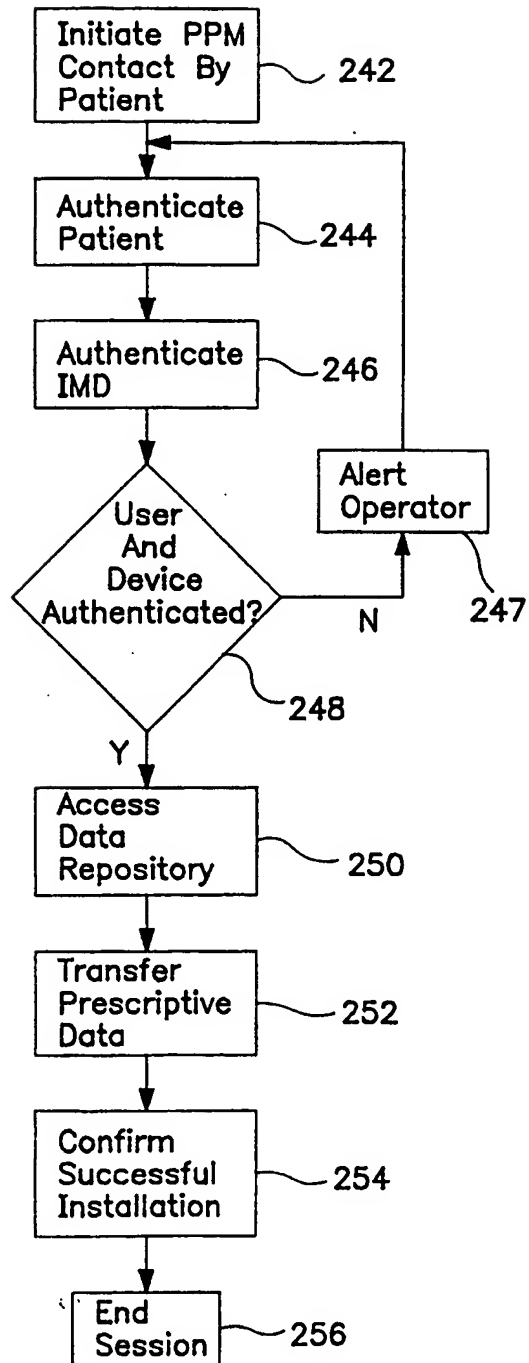 Initiate PPM
Contact By
Patient
242
Authenticate
Patient
244
Authenticate
IMD
246
User
And
Device
Authenticated?
248
N
Alert
Operator
247
Y
Access
Data
Repository
250
Transfer
Prescriptive
Data
252
Confirm
Successful
Installation
254
End
Session
256